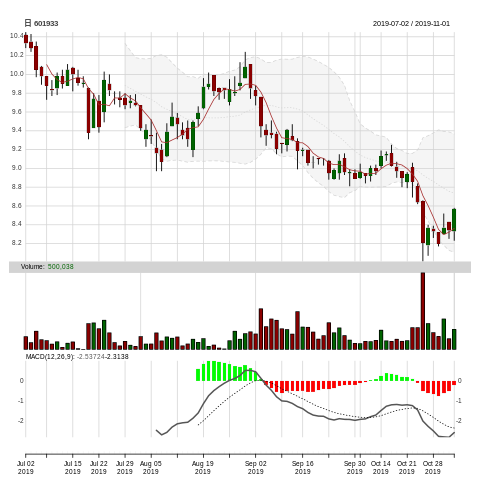 日 601933
2019-07-02 / 2019-11-01
10.4
10.2
10.0
9.8
9.6
9.4
9.2
9.0
8.8
8.6
8.4
8.2
Volume: 500,038
MACD(12,26,9): -2.53724-2.3138
0 0
-1 -1
-2 -2
Jul 02 Jul 15 Jul 22 Jul 29 Aug 05 Aug 19 Sep 02 Sep 16 Sep 30 Oct 14 Oct 21 Oct 28
2019 2019 2019 2019 2019 2019 2019 2019 2019 2019 2019 2019